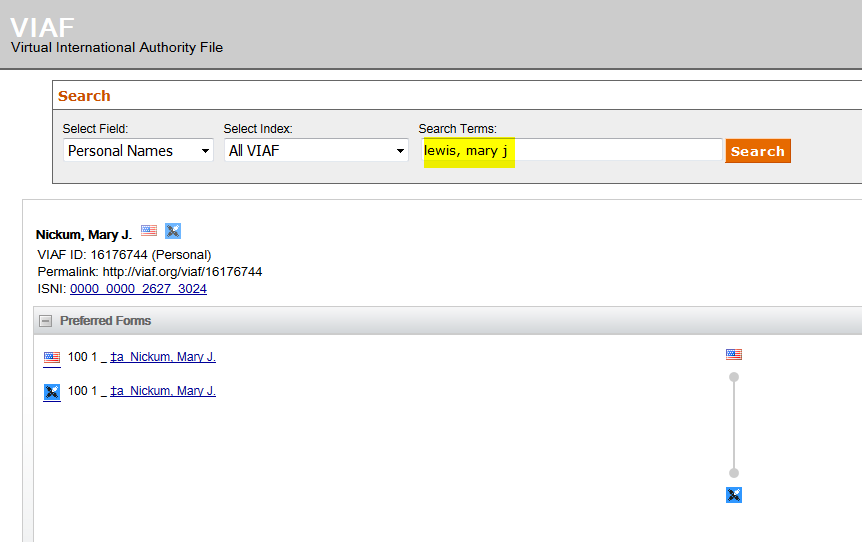 VIAF
Virtual International Authority File
Search
Select Field: Select Index: Search Terms:
Personal Names All VIAF lewis, mary j Search
Nickum, Mary J.
VIAF ID: 16176744 (Personal)
Permalink: http://viaf.org/viaf/16176744
ISNI: 0000 0000 2627 3024
Preferred Forms
100 1 _ ‡a Nickum, Mary J.
100 1 _ ‡a Nickum, Mary J.